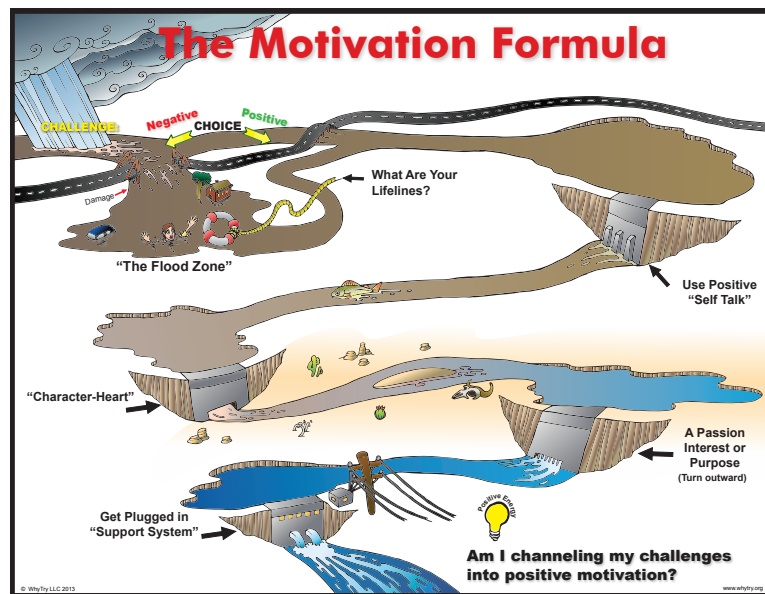 The Motivation Formula
CHALLENGE:
Negative
CHOICE
Positive
What Are Your
Lifelines?
Damage
“The Flood Zone”
Use Positive
“Self Talk”
“Character-Heart”
A Passion
Interest or
Purpose
(Turn outward)
Get Plugged in
“Support System”
Positive Energy
Am I channeling my challenges
into positive motivation?
© WhyTry LLC 2013
www.whytry.org